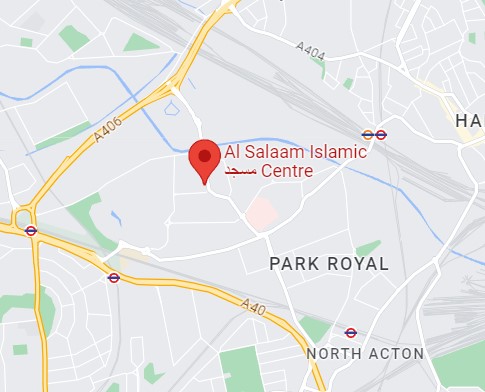 A404
A406
HA
Al Salaam Islamic
مسجد Centre
PARK ROYAL
A40
NORTH ACTON